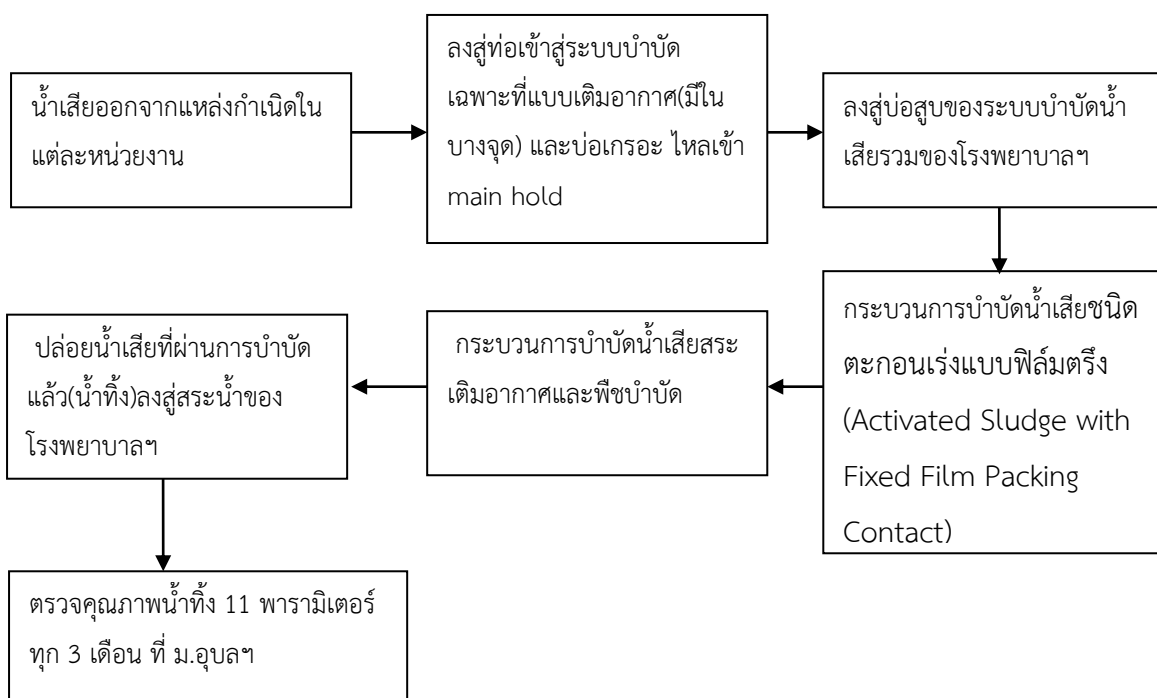 น้ำเสียออกจากแหล่งกำเนิดใน
แต่ละหน่วยงาน
ลงสู่ท่อเข้าสู่ระบบบำบัด
เฉพาะที่แบบเติมอากาศ(มีใน
บางจุด) และบ่อเกรอะ ไหลเข้า
main hold
ลงสู่บ่อสูบของระบบบำบัดน้ำ
เสียรวมของโรงพยาบาลฯ
กระบวนการบำบัดน้ำเสียชนิด
ตะกอนเร่งแบบฟิล์มตรึง
(Activated Sludge with
Fixed Film Packing
Contact)
กระบวนการบำบัดน้ำเสียสระ
เติมอากาศและพืชบำบัด
ปล่อยน้ำเสียที่ผ่านการบำบัด
แล้ว(น้ำทิ้ง)ลงสู่สระน้ำของ
โรงพยาบาลฯ
ตรวจคุณภาพน้ำทิ้ง 11 พารามิเตอร์
ทุก 3 เดือน ที่ ม.อุบลฯ